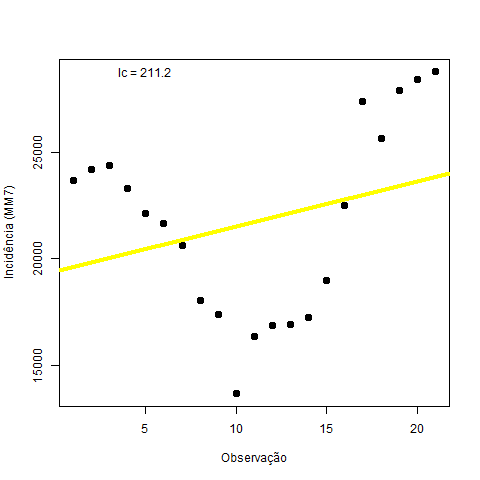 Ic = 211.2
Incidência (MM7)
25000
20000
15000
5
10
15
20
Observação